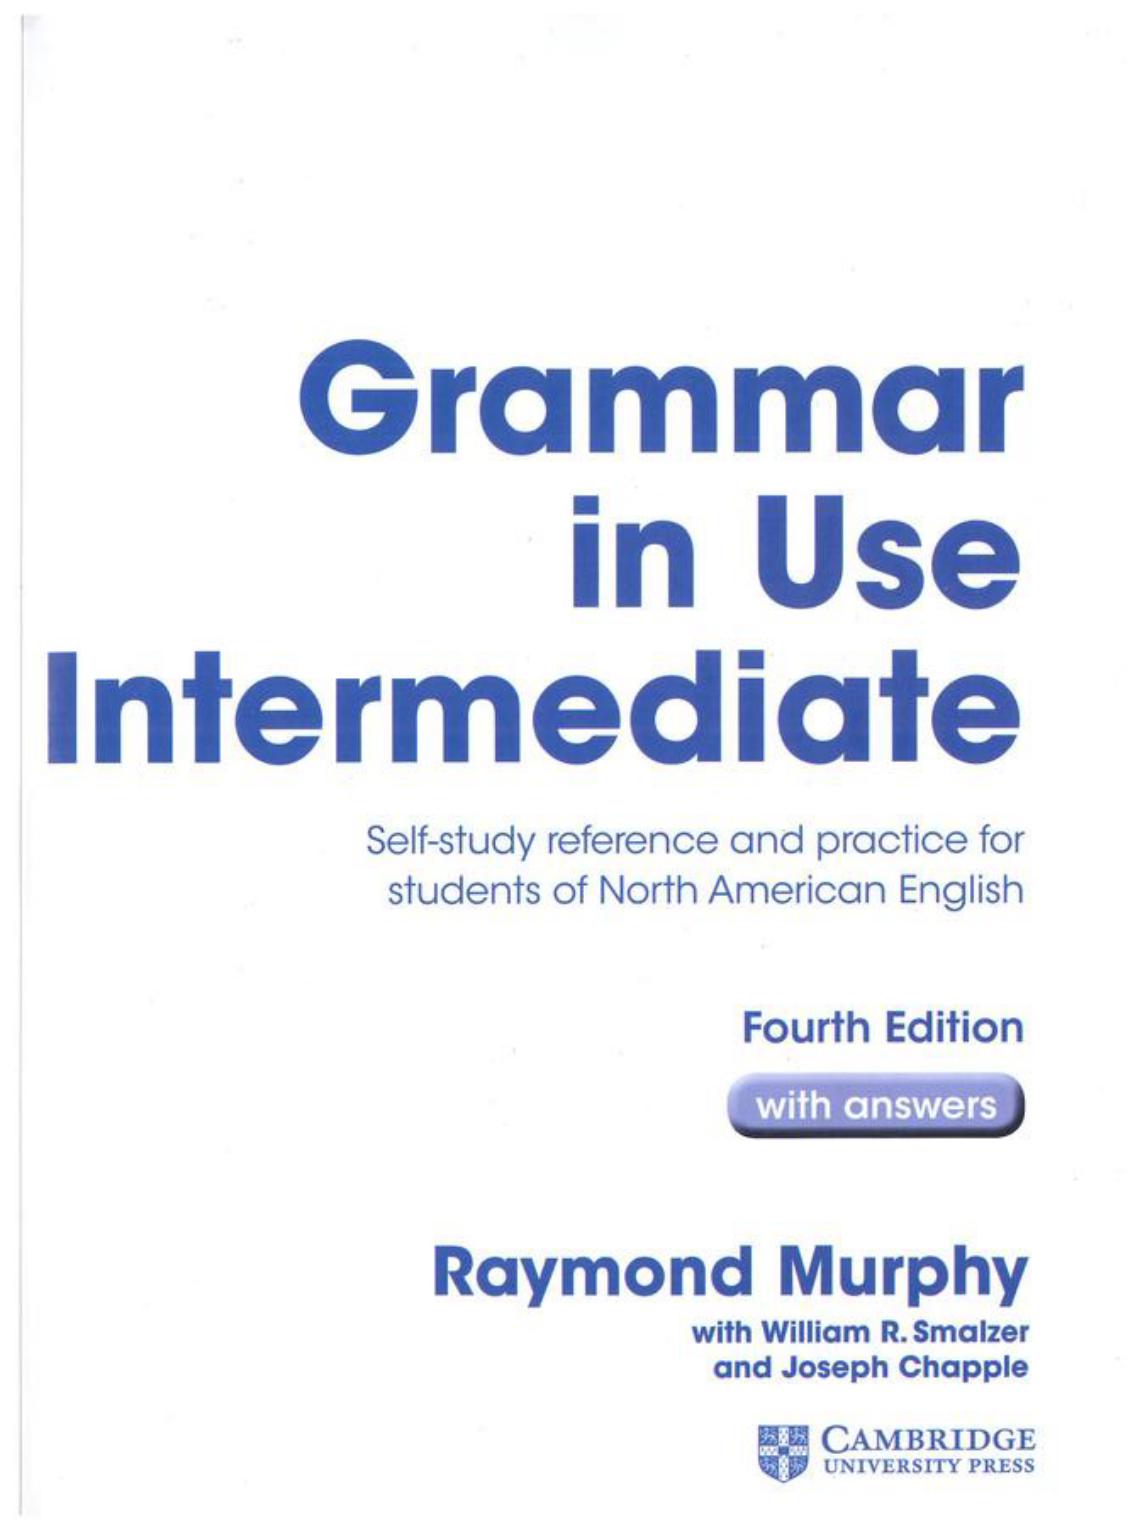 Grammar
in Use
Intermediate
Self-study reference and practice for
students of North American English
Fourth Edition
with answers
Raymond Murphy
with William R. Smalzer
and Joseph Chapple
CAMBRIDGE
UNIVERSITY PRESS